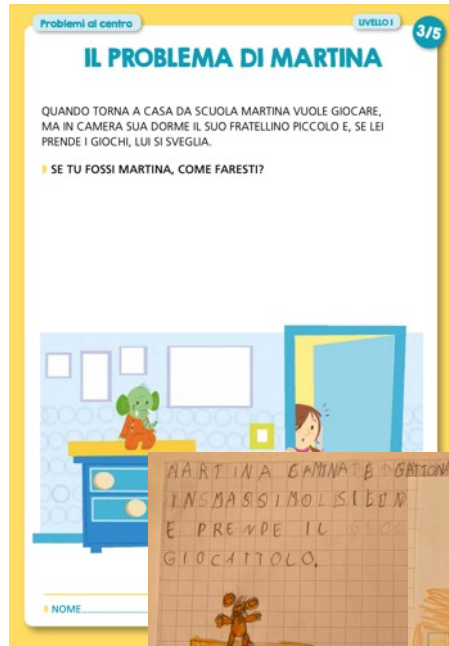 Problemi al centro
LIVELLO 1
3/5
IL PROBLEMA DI MARTINA
QUANDO TORNA A CASA DA SCUOLA MARTINA VUOLE GIOCARE,
MA IN CAMERA SUA DORME IL SUO FRATELLINO PICCOLO E, SE LEI
PRENDE I GIOCHI, LUI SI SVEGLIA.
SE TU FOSSI MARTINA, COME FARESTI?
MARTINA
E PRENDE IL
GIOCATTOLO.
NOME